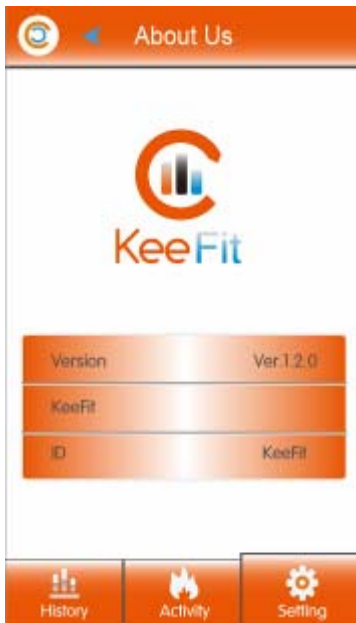 About Us
KeeFit
Version Ver.1.2.0
KeeFit
ID KeeFit
History Activity Setting